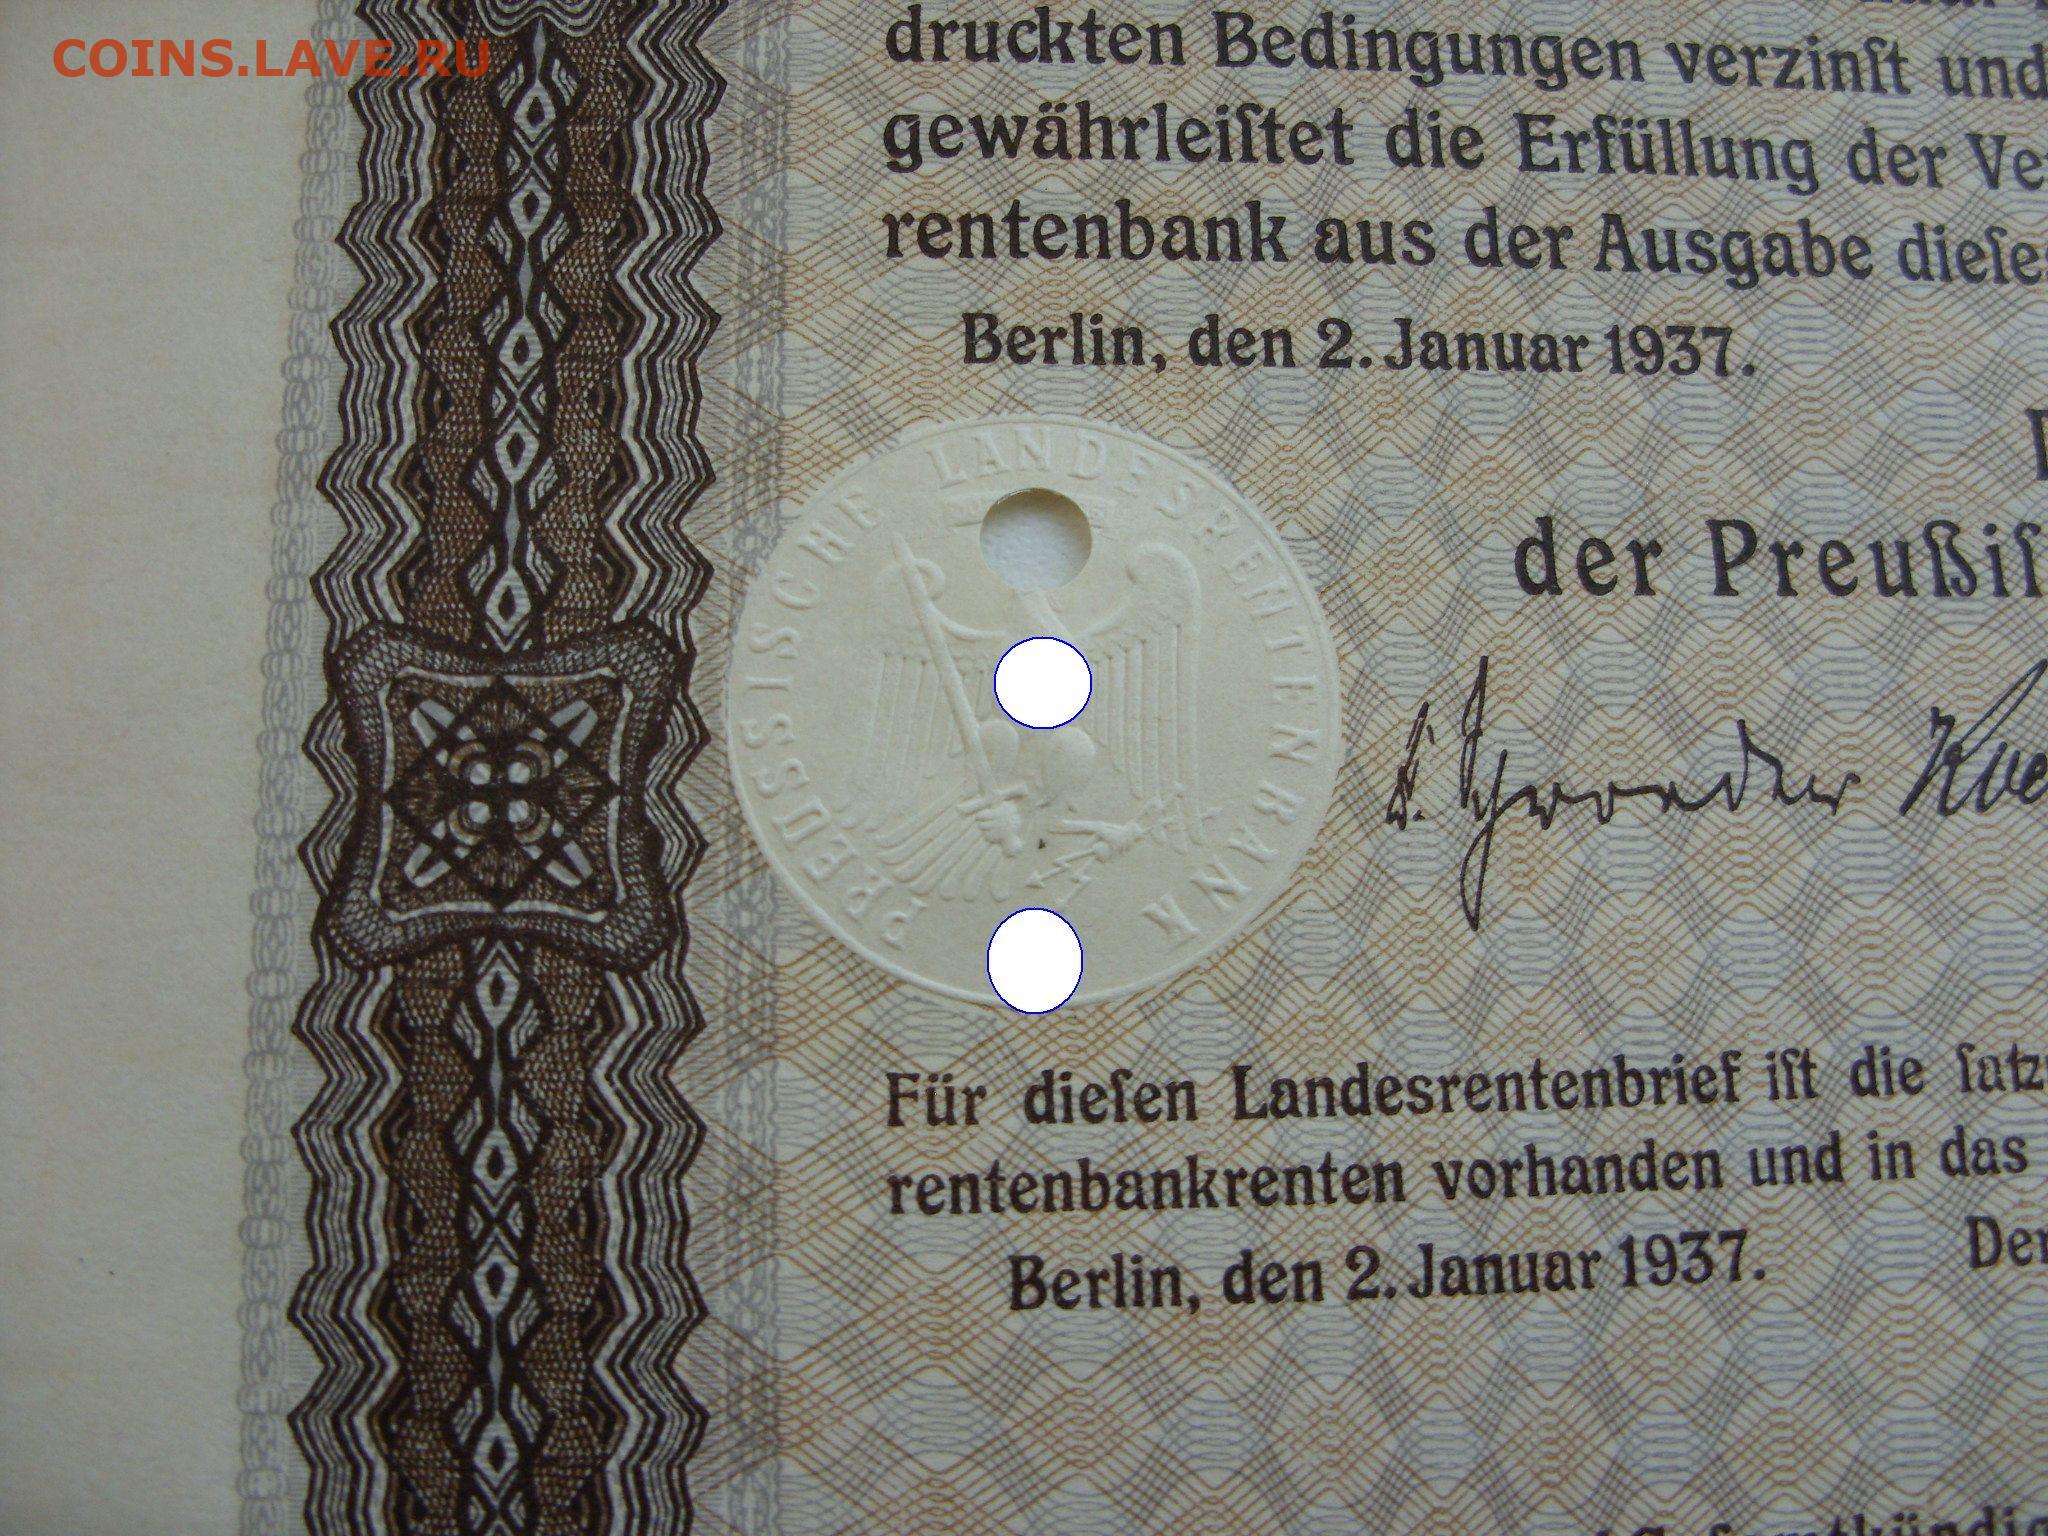 COINS.LAVE.RU
druckten Bedingungen verzinſt und
gewährleiſtet die Erfüllung der Ve
rentenbank aus der Ausgabe dieſes
Berlin, den 2. Januar 1937.
PREUSSISCHE LANDESRENTENBANK
der Preußiſ
Für dieſen Landesrentenbrief iſt die ſatz
rentenbankrenten vorhanden und in das
Berlin, den 2. Januar 1937.
Der